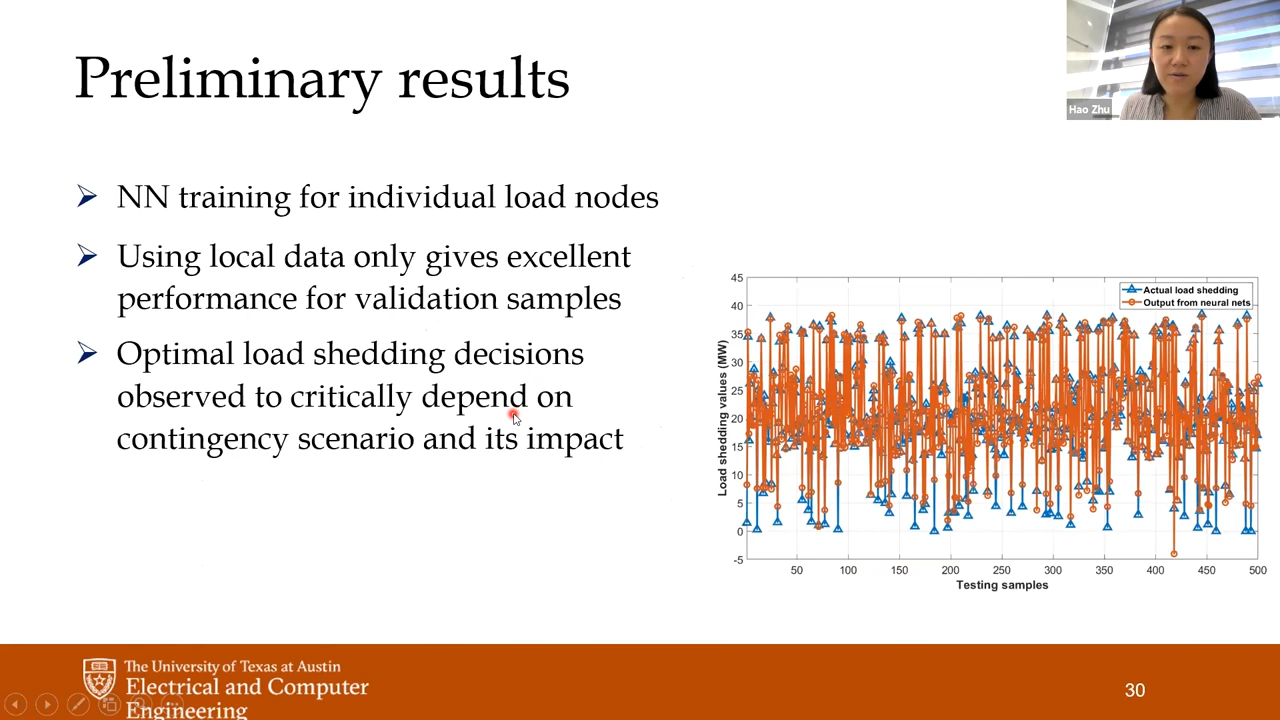 Preliminary results
Hao Zhu
NN training for individual load nodes
Using local data only gives excellent
performance for validation samples
Optimal load shedding decisions
observed to critically depend on
contingency scenario and its impact
Actual load shedding
Output from neural nets
Load shedding values (MW)
45
40
35
30
25
20
15
10
5
0
-5
50 100 150 200 250 300 350 400 450 500
Testing samples
The University of Texas at Austin
Electrical and Computer
Engineering
30